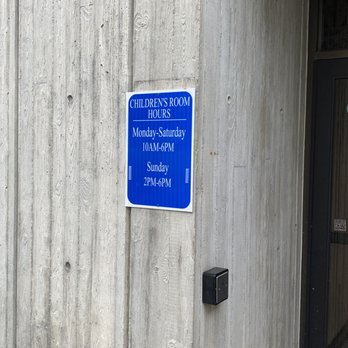 CHILDREN'S ROOM
HOURS
Monday-Saturday
10AM-6PM
Sunday
2PM-6PM